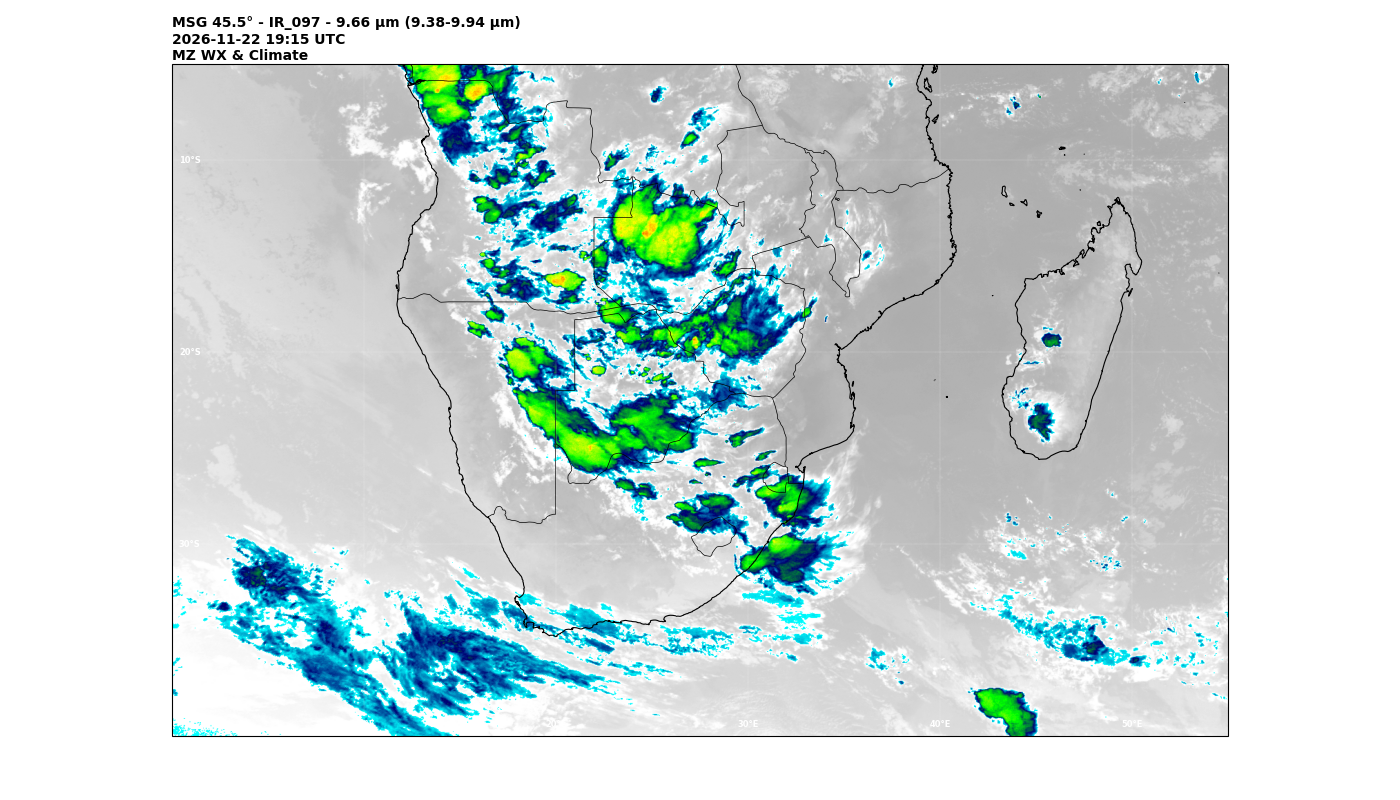 MSG 45.5° - IR_097 - 9.66 µm (9.38-9.94 µm)
2026-11-22 19:15 UTC
MZ WX & Climate
10°S
20°S
30°S
30°E
40°E
50°E